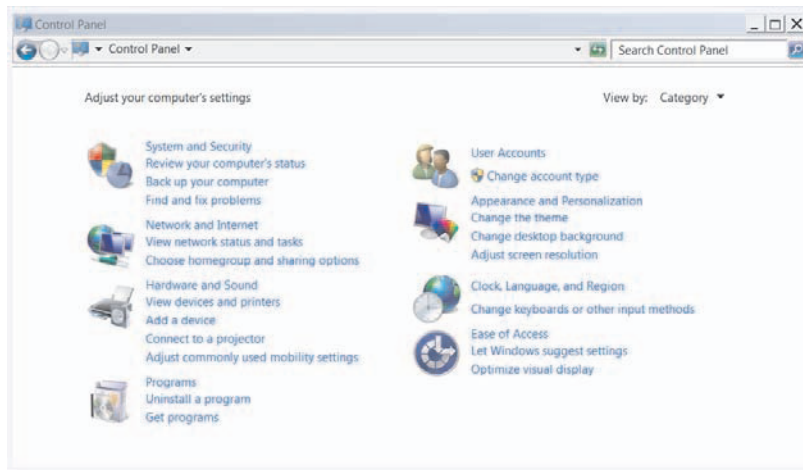 Control Panel
Control Panel
Search Control Panel
Adjust your computer's settings
View by: Category
System and Security
Review your computer's status
Back up your computer
Find and fix problems
Network and Internet
View network status and tasks
Choose homegroup and sharing options
Hardware and Sound
View devices and printers
Add a device
Connect to a projector
Adjust commonly used mobility settings
Programs
Uninstall a program
Get programs
User Accounts
Change account type
Appearance and Personalization
Change the theme
Change desktop background
Adjust screen resolution
Clock, Language, and Region
Change keyboards or other input methods
Ease of Access
Let Windows suggest settings
Optimize visual display